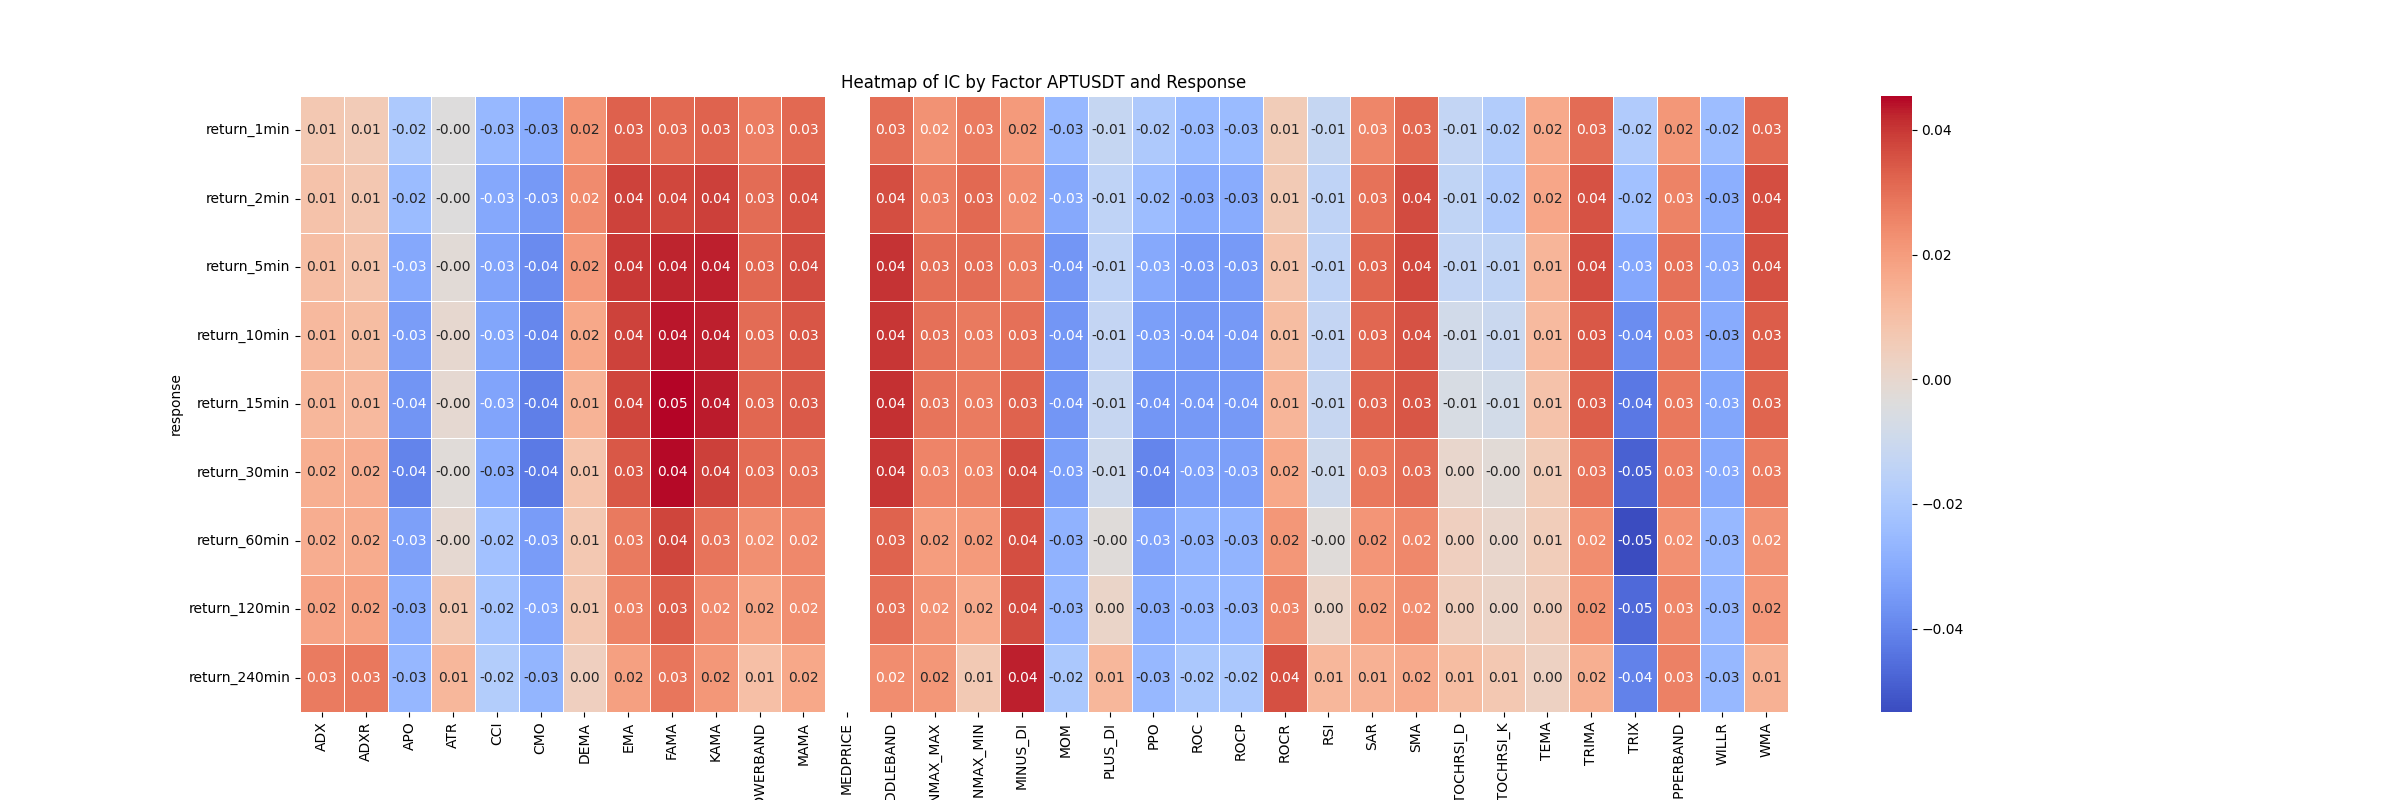 Heatmap of IC by Factor APTUSDT and Response
return_1min 0.01 0.01 -0.02 -0.00 -0.03 -0.03 0.02 0.03 0.03 0.03 0.03 0.03 0.03 0.02 0.03 0.02 -0.03 -0.01 -0.02 -0.03 -0.03 0.01 -0.01 0.03 0.03 -0.01 -0.02 0.02 0.03 -0.02 0.02 -0.02 0.03
0.04
return_2min 0.01 0.01 -0.02 -0.00 -0.03 -0.03 0.02 0.04 0.04 0.04 0.03 0.04 0.04 0.03 0.03 0.02 -0.03 -0.01 -0.02 -0.03 -0.03 0.01 -0.01 0.03 0.04 -0.01 -0.02 0.02 0.04 -0.02 0.03 -0.03 0.04
0.02
return_5min 0.01 0.01 -0.03 -0.00 -0.03 -0.04 0.02 0.04 0.04 0.04 0.03 0.04 0.04 0.03 0.03 0.03 -0.04 -0.01 -0.03 -0.03 -0.03 0.01 -0.01 0.03 0.04 -0.01 -0.01 0.01 0.04 -0.03 0.03 -0.03 0.04
return_10min 0.01 0.01 -0.03 -0.00 -0.03 -0.04 0.02 0.04 0.04 0.04 0.03 0.03 0.04 0.03 0.03 0.03 -0.04 -0.01 -0.03 -0.04 -0.04 0.01 -0.01 0.03 0.04 -0.01 -0.01 0.01 0.03 -0.04 0.03 -0.03 0.03
0.00
response
return_15min 0.01 0.01 -0.04 -0.00 -0.03 -0.04 0.01 0.04 0.05 0.04 0.03 0.03 0.04 0.03 0.03 0.03 -0.04 -0.01 -0.04 -0.04 -0.04 0.01 -0.01 0.03 0.03 -0.01 -0.01 0.01 0.03 -0.04 0.03 -0.03 0.03
return_30min 0.02 0.02 -0.04 -0.00 -0.03 -0.04 0.01 0.03 0.04 0.04 0.03 0.03 0.04 0.03 0.03 0.04 -0.03 -0.01 -0.04 -0.03 -0.03 0.02 -0.01 0.03 0.03 0.00 -0.00 0.01 0.03 -0.05 0.03 -0.03 0.03
−0.02
return_60min 0.02 0.02 -0.03 -0.00 -0.02 -0.03 0.01 0.03 0.04 0.03 0.02 0.02 0.03 0.02 0.02 0.04 -0.03 -0.00 -0.03 -0.03 -0.03 0.02 -0.00 0.02 0.02 0.00 0.00 0.01 0.02 -0.05 0.02 -0.03 0.02
return_120min 0.02 0.02 -0.03 0.01 -0.02 -0.03 0.01 0.03 0.03 0.02 0.02 0.02 0.03 0.02 0.02 0.04 -0.03 0.00 -0.03 -0.03 -0.03 0.03 0.00 0.02 0.02 0.00 0.00 0.00 0.02 -0.05 0.03 -0.03 0.02
−0.04
return_240min 0.03 0.03 -0.03 0.01 -0.02 -0.03 0.00 0.02 0.03 0.02 0.01 0.02 0.02 0.02 0.01 0.04 -0.02 0.01 -0.03 -0.02 -0.02 0.04 0.01 0.01 0.02 0.01 0.01 0.00 0.02 -0.04 0.03 -0.03 0.01
ADX ADXR APO ATR CCI CMO DEMA EMA FAMA KAMA OWERBAND MAMA MEDPRICE DDLEBAND NMAX_MAX NMAX_MIN MINUS_DI MOM PLUS_DI PPO ROC ROCP ROCR RSI SAR SMA TOCHRSI_D TOCHRSI_K TEMA TRIMA TRIX PPERBAND WILLR WMA